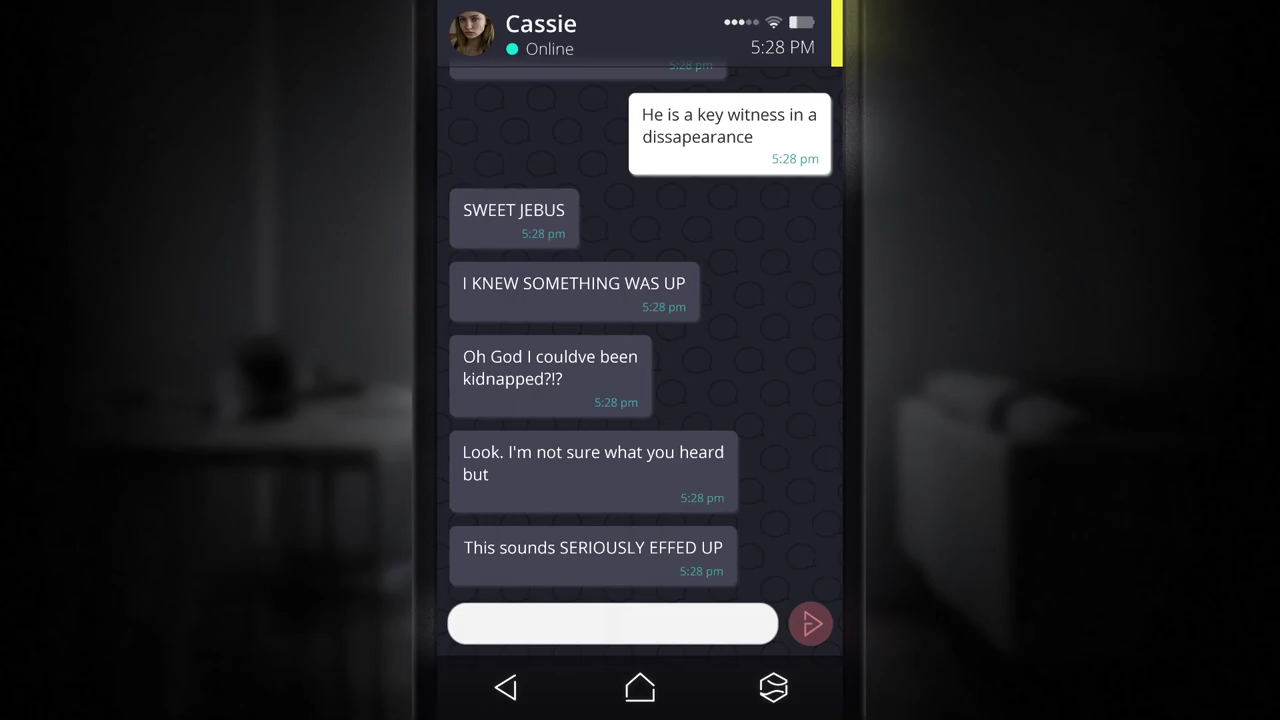 Cassie
Online
5:28 PM
5:28 pm
He is a key witness in a
dissapearance
5:28 pm
SWEET JEBUS
5:28 pm
I KNEW SOMETHING WAS UP
5:28 pm
Oh God I couldve been
kidnapped?!?
5:28 pm
Look. I'm not sure what you heard
but
5:28 pm
This sounds SERIOUSLY EFFED UP
5:28 pm